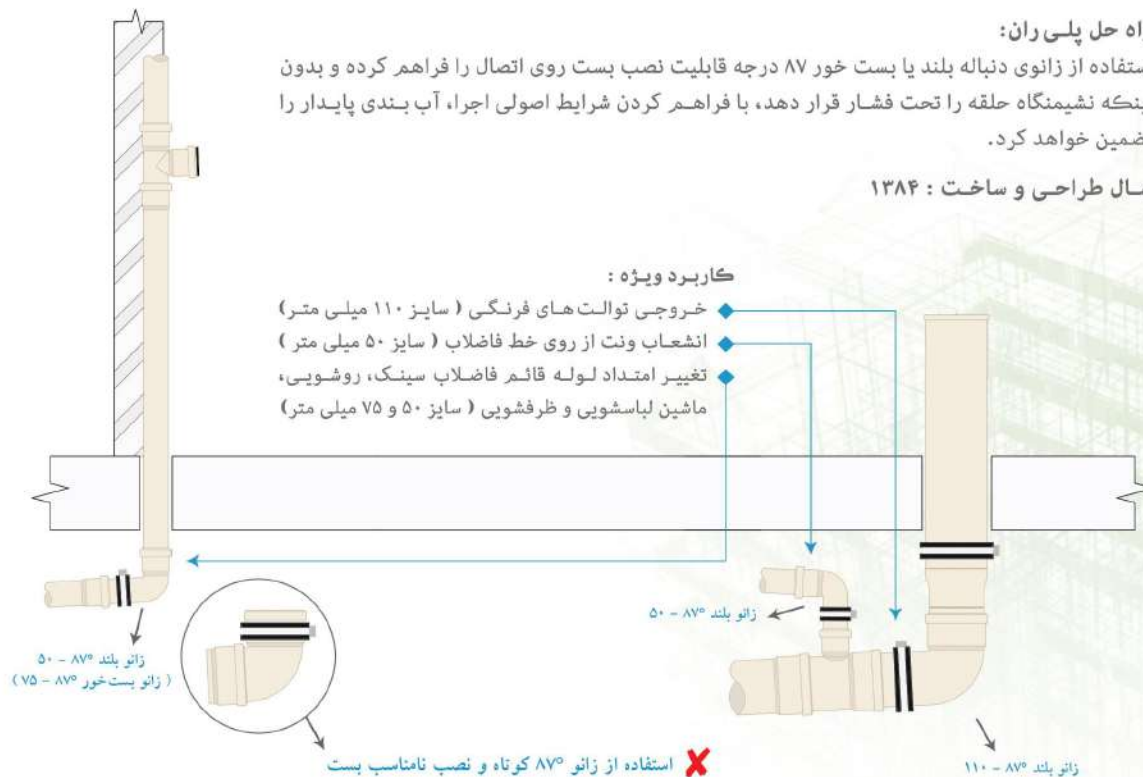 راه حل پلی ران:
ستفاده از زانوی دنباله بلند یا بست خور ۸۷ درجه قابلیت نصب بست روی اتصال را فراهم کرده و بدون
ینکه نشیمنگاه حلقه را تحت فشار قرار دهد، با فراهم کردن شرایط اصولی اجرا، آب بندی پایدار را
ضمین خواهد کرد.
سال طراحی و ساخت : ۱۳۸۴
کاربرد ویژه :
خروجی توالت های فرنگی ( سایز ۱۱۰ میلی متر)
انشعاب ونت از روی خط فاضلاب ( سایز ۵۰ میلی متر )
تغییر امتداد لوله قائم فاضلاب سینک، روشویی،
ماشین لباسشویی و ظرفشویی ( سایز ۵۰ و ۷۵ میلی متر)
زانو بلند ۸۷° - ۵۰
زانو بلند ۸۷° - ۵۰
( زانو بست خور ۸۷° - ۷۵ )
استفاده از زانو ۸۷° کوتاه و نصب نامناسب بست
زانو بلند ۸۷° - ۱۱۰